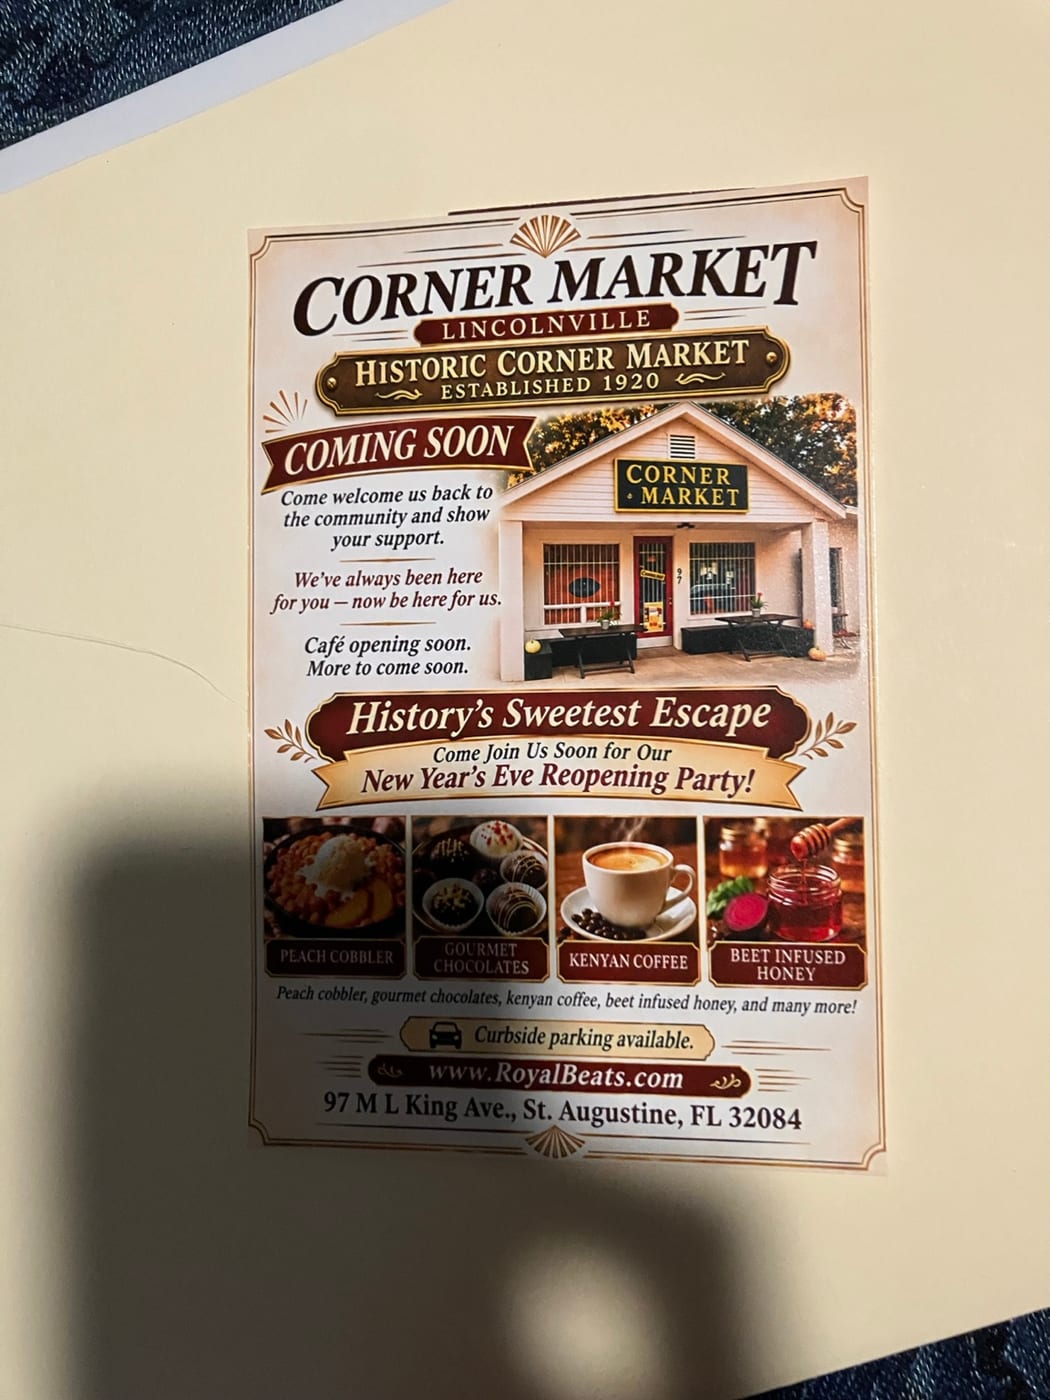 CORNER MARKET
LINCOLNVILLE
HISTORIC CORNER MARKET
ESTABLISHED 1920
COMING SOON
Come welcome us back to
the community and show
your support.
We've always been here
for you — now be here for us.
Café opening soon.
More to come soon.
CORNER
MARKET
97
History's Sweetest Escape
Come Join Us Soon for Our
New Year's Eve Reopening Party!
PEACH COBBLER
GOURMET
CHOCOLATES
KENYAN COFFEE
BEET INFUSED
HONEY
Peach cobbler, gourmet chocolates, kenyan coffee, beet infused honey, and many more!
Curbside parking available.
www.RoyalBeats.com
97 M L King Ave., St. Augustine, FL 32084